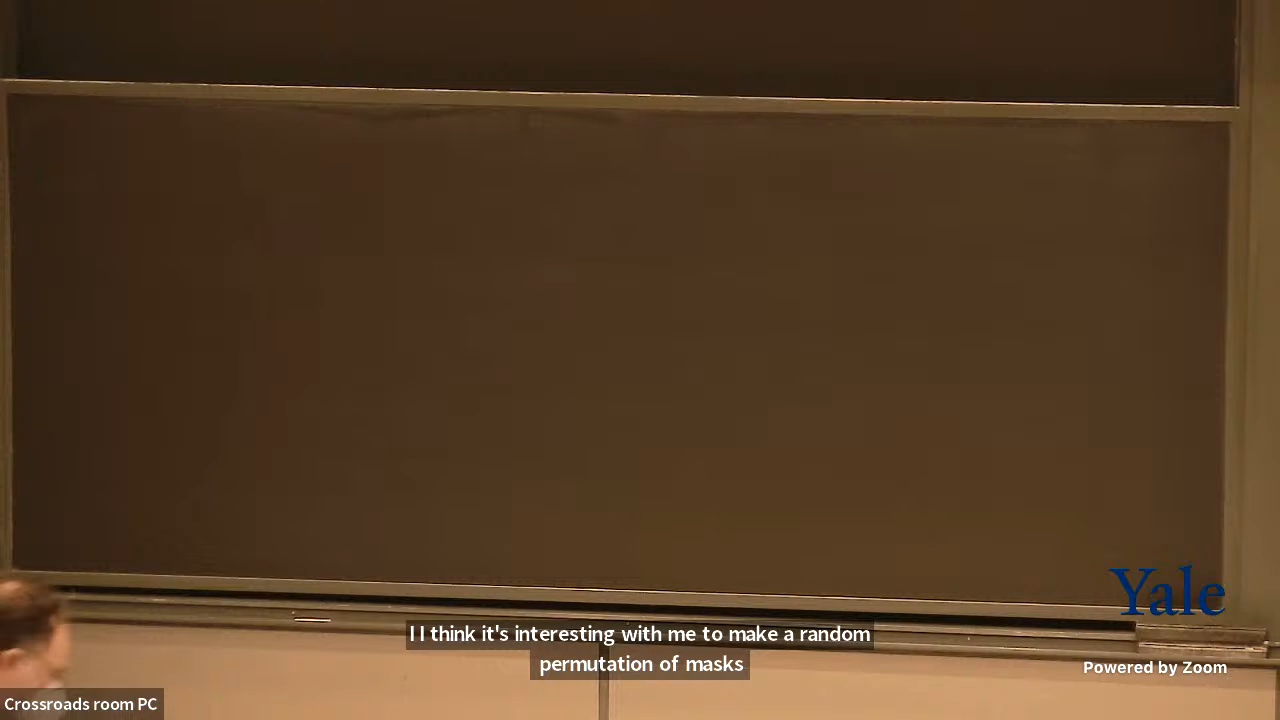 Yale
I I think it's interesting with me to make a random
permutation of masks
Powered by Zoom
Crossroads room PC